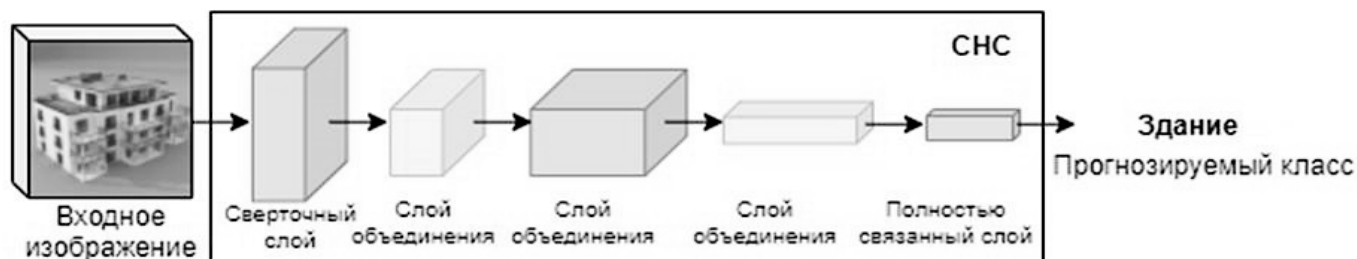 СНС
Входное
изображение
Сверточный
слой
Слой
объединения
Слой
объединения
Слой
объединения
Полностью
связанный слой
Здание
Прогнозируемый класс